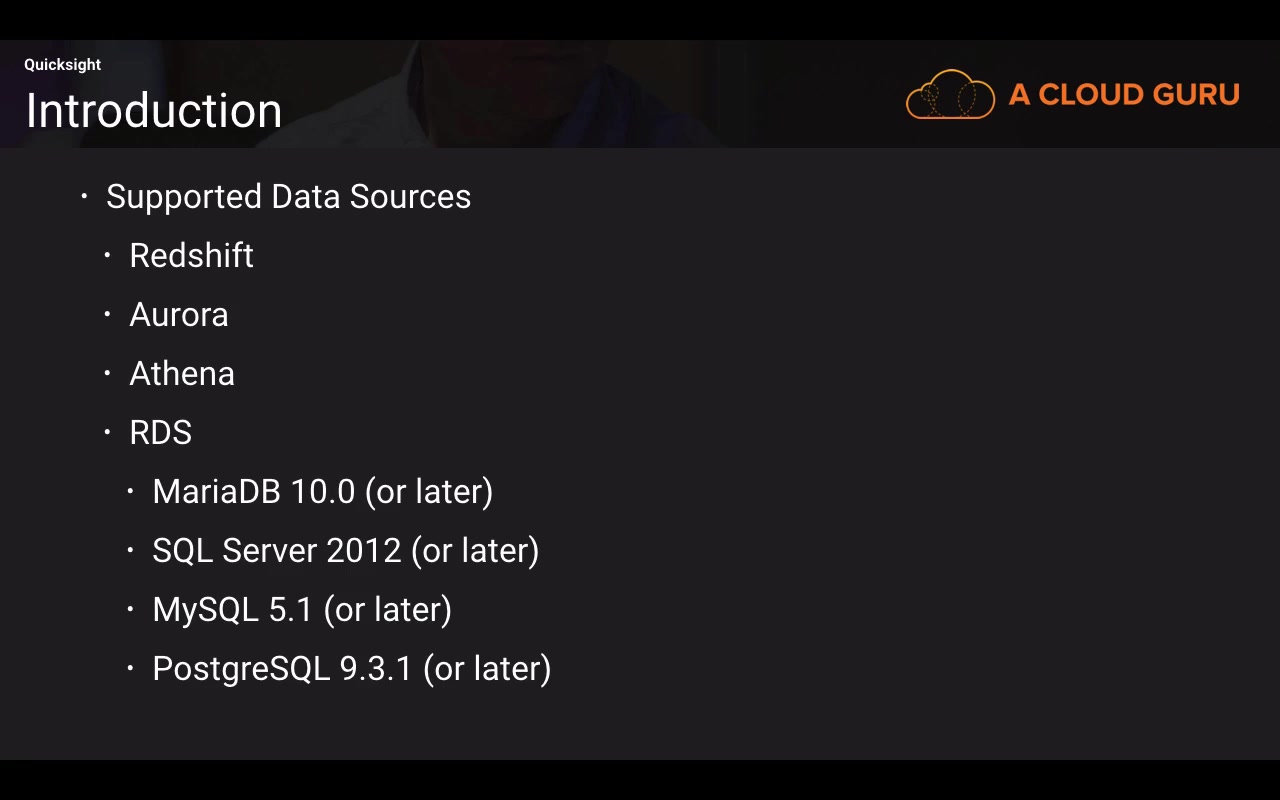 Quicksight
Introduction
A CLOUD GURU
• Supported Data Sources
• Redshift
• Aurora
• Athena
• RDS
• MariaDB 10.0 (or later)
• SQL Server 2012 (or later)
• MySQL 5.1 (or later)
• PostgreSQL 9.3.1 (or later)